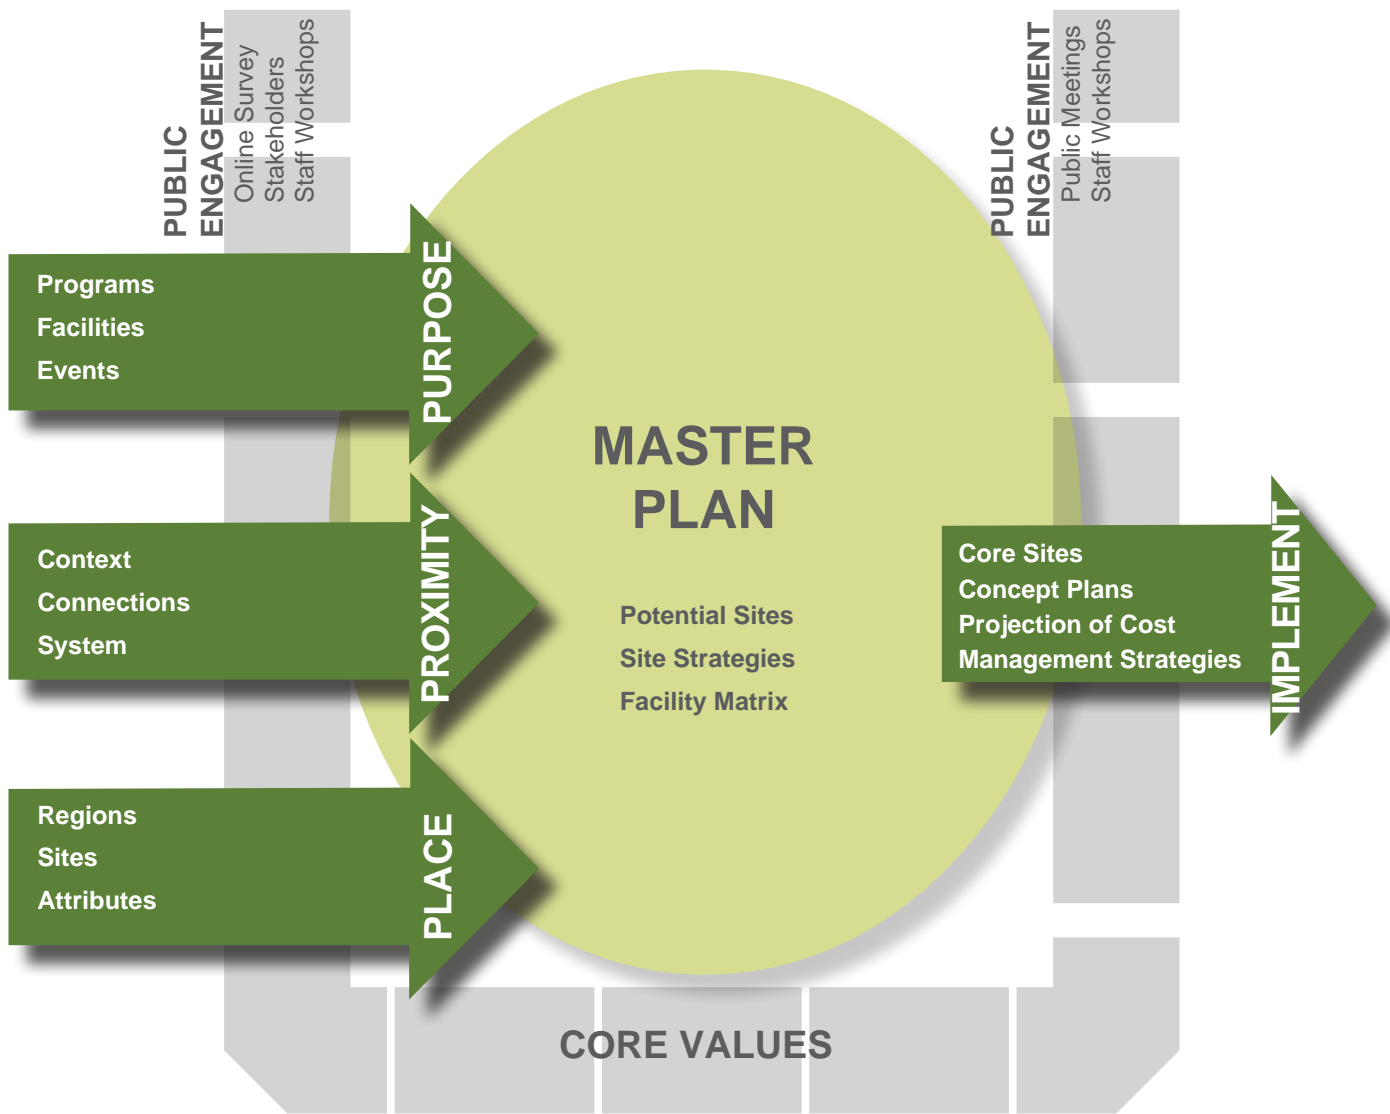 PUBLIC
ENGAGEMENT
Online Survey
Stakeholders
Staff Workshops
PUBLIC
ENGAGEMENT
Public Meetings
Staff Workshops
Programs
Facilities
Events
PURPOSE
Context
Connections
System
PROXIMITY
Regions
Sites
Attributes
PLACE
MASTER
PLAN
Potential Sites
Site Strategies
Facility Matrix
Core Sites
Concept Plans
Projection of Cost
Management Strategies
IMPLEMENT
CORE VALUES